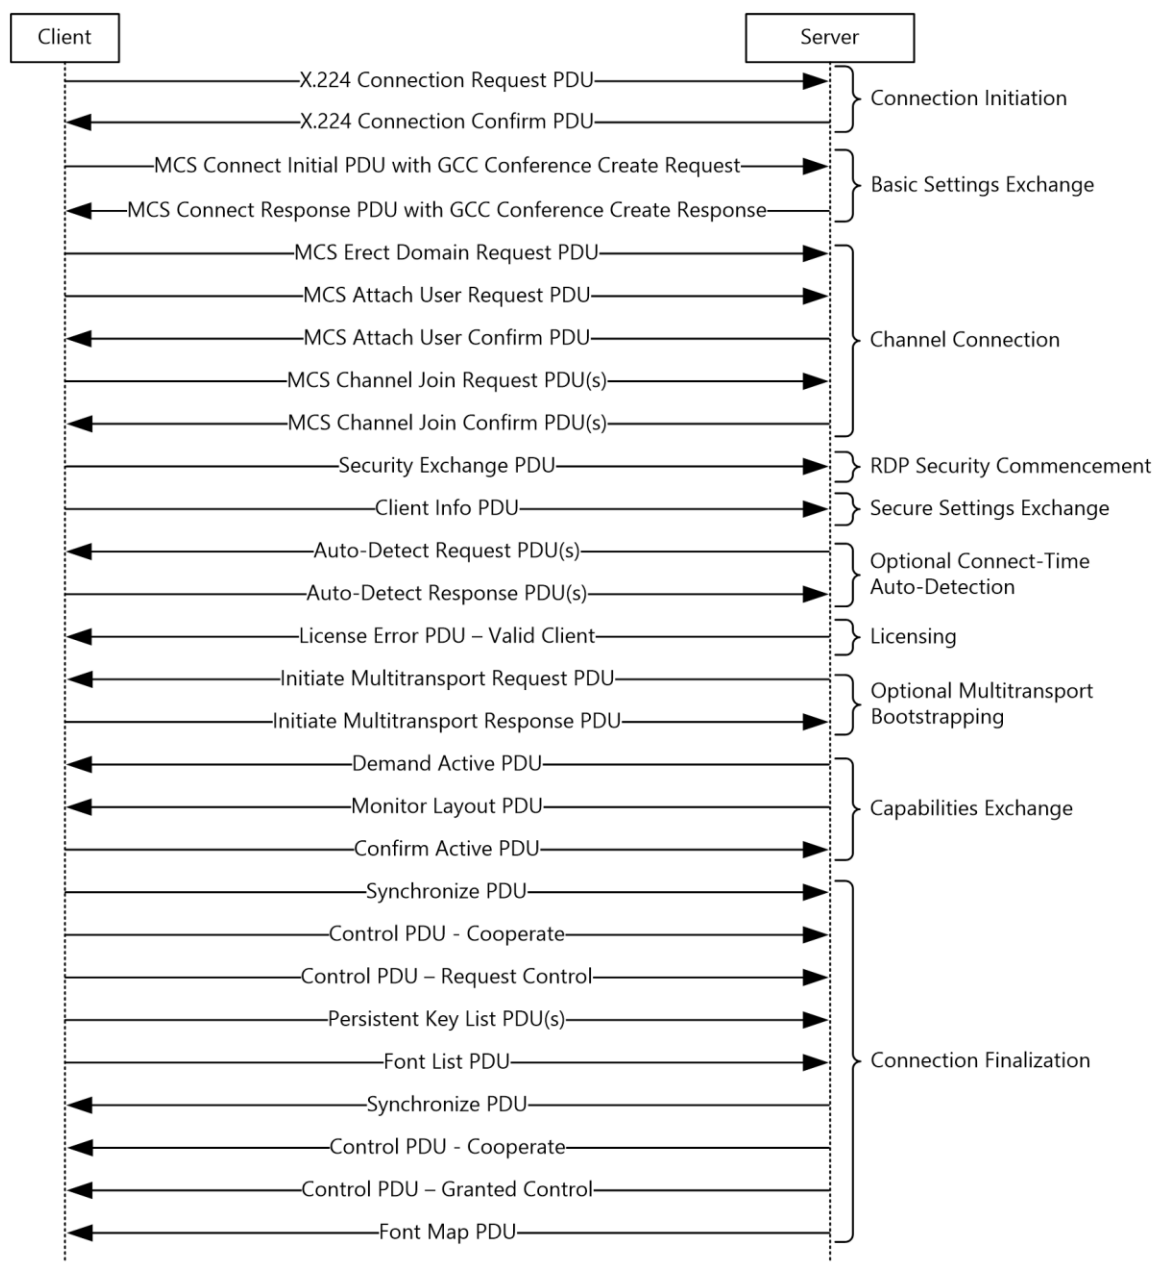 Client
Server
X.224 Connection Request PDU
Connection Initiation
X.224 Connection Confirm PDU
MCS Connect Initial PDU with GCC Conference Create Request
Basic Settings Exchange
MCS Connect Response PDU with GCC Conference Create Response
MCS Erect Domain Request PDU
MCS Attach User Request PDU
MCS Attach User Confirm PDU
Channel Connection
MCS Channel Join Request PDU(s)
MCS Channel Join Confirm PDU(s)
Security Exchange PDU
RDP Security Commencement
Client Info PDU
Secure Settings Exchange
Auto-Detect Request PDU(s)
Optional Connect-Time
Auto-Detection
Auto-Detect Response PDU(s)
License Error PDU – Valid Client
Licensing
Initiate Multitransport Request PDU
Optional Multitransport
Bootstrapping
Initiate Multitransport Response PDU
Demand Active PDU
Monitor Layout PDU
Capabilities Exchange
Confirm Active PDU
Synchronize PDU
Control PDU - Cooperate
Control PDU – Request Control
Persistent Key List PDU(s)
Font List PDU
Connection Finalization
Synchronize PDU
Control PDU - Cooperate
Control PDU – Granted Control
Font Map PDU